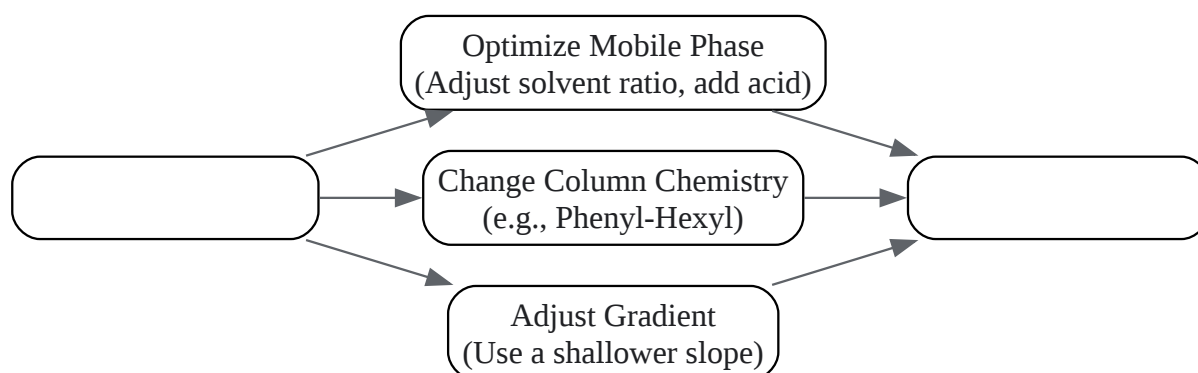 Optimize Mobile Phase
(Adjust solvent ratio, add acid)
Change Column Chemistry
(e.g., Phenyl-Hexyl)
Adjust Gradient
(Use a shallower slope)